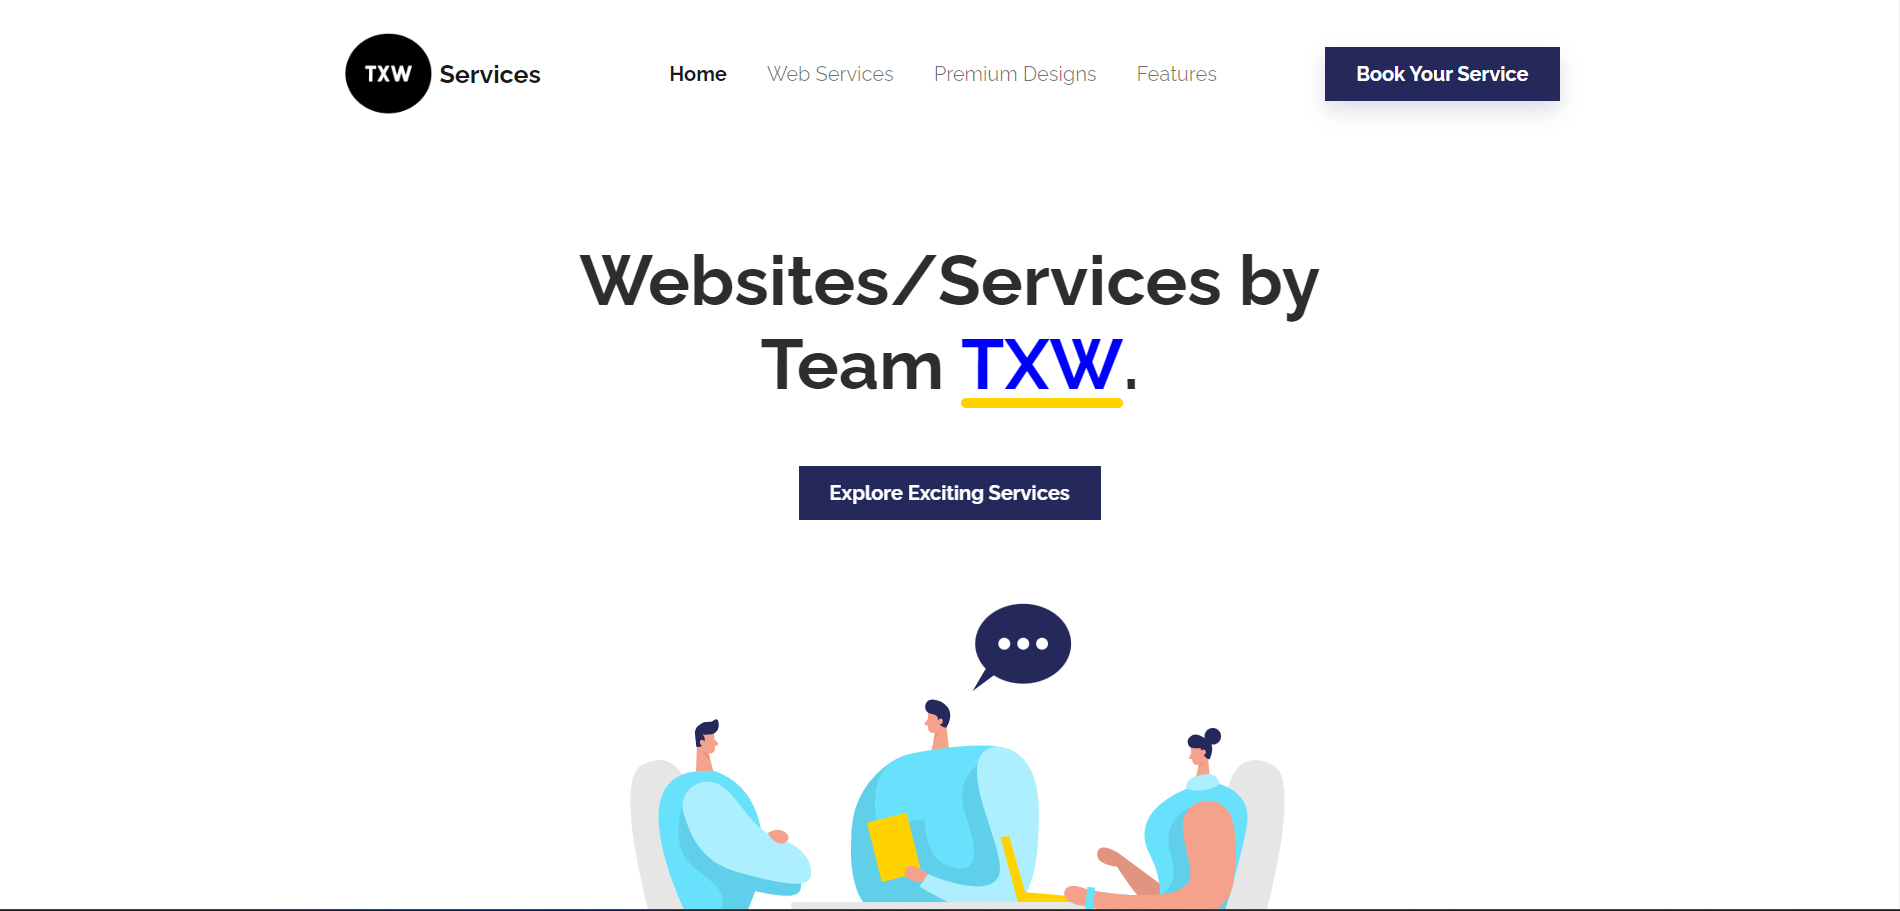 TXW Services
Home Web Services Premium Designs Features
Book Your Service
Websites/Services by
Team TXW.
Explore Exciting Services